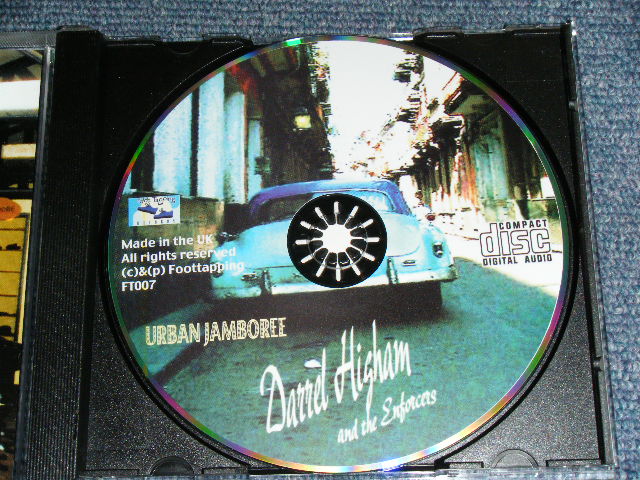 Made in the UK
All rights reserved
(c)&(p) Foottapping
FT007
COMPACT
disc
DIGITAL AUDIO
URBAN JAMBOREE
Darrel Higham
and the Enforcers